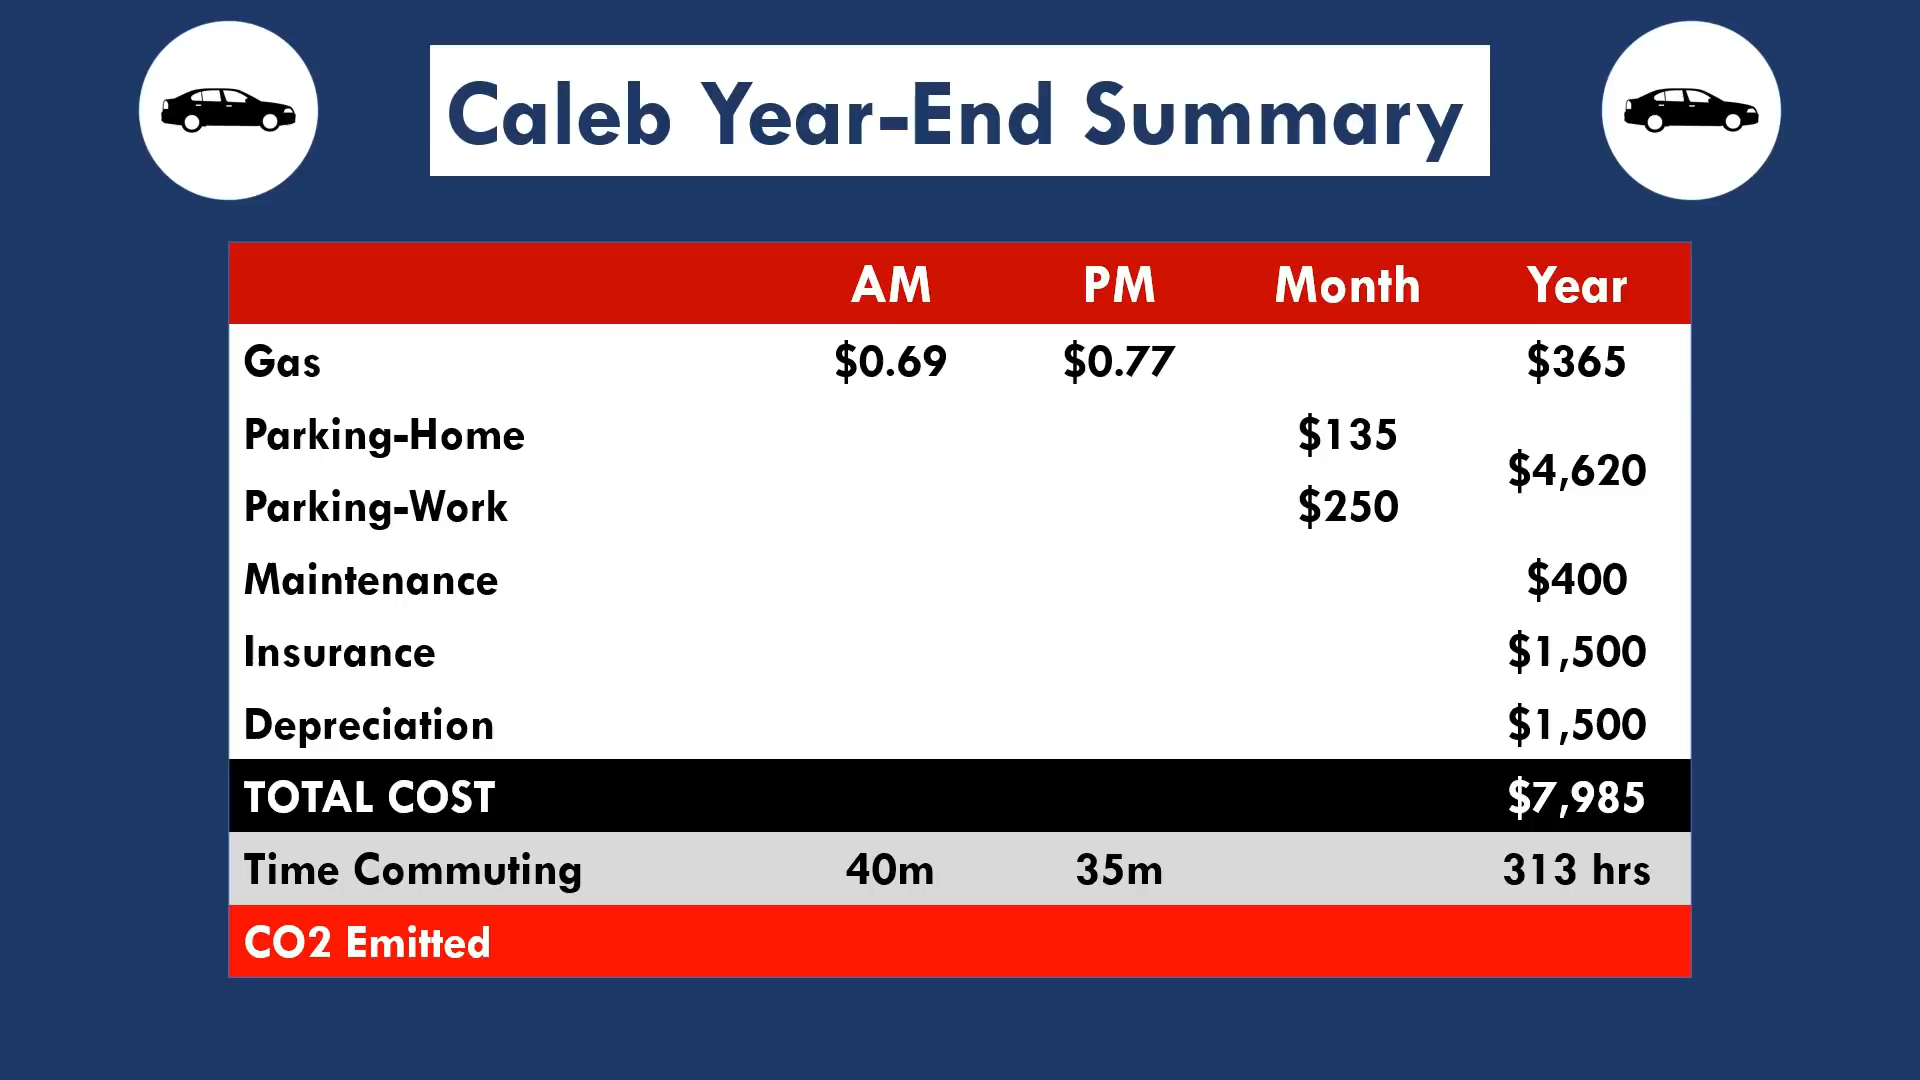 Caleb Year-End Summary
AM PM Month Year
Gas $0.69 $0.77 $365
Parking-Home $135
$4,620
Parking-Work $250
Maintenance $400
Insurance $1,500
Depreciation $1,500
TOTAL COST $7,985
Time Commuting 40m 35m 313 hrs
CO2 Emitted